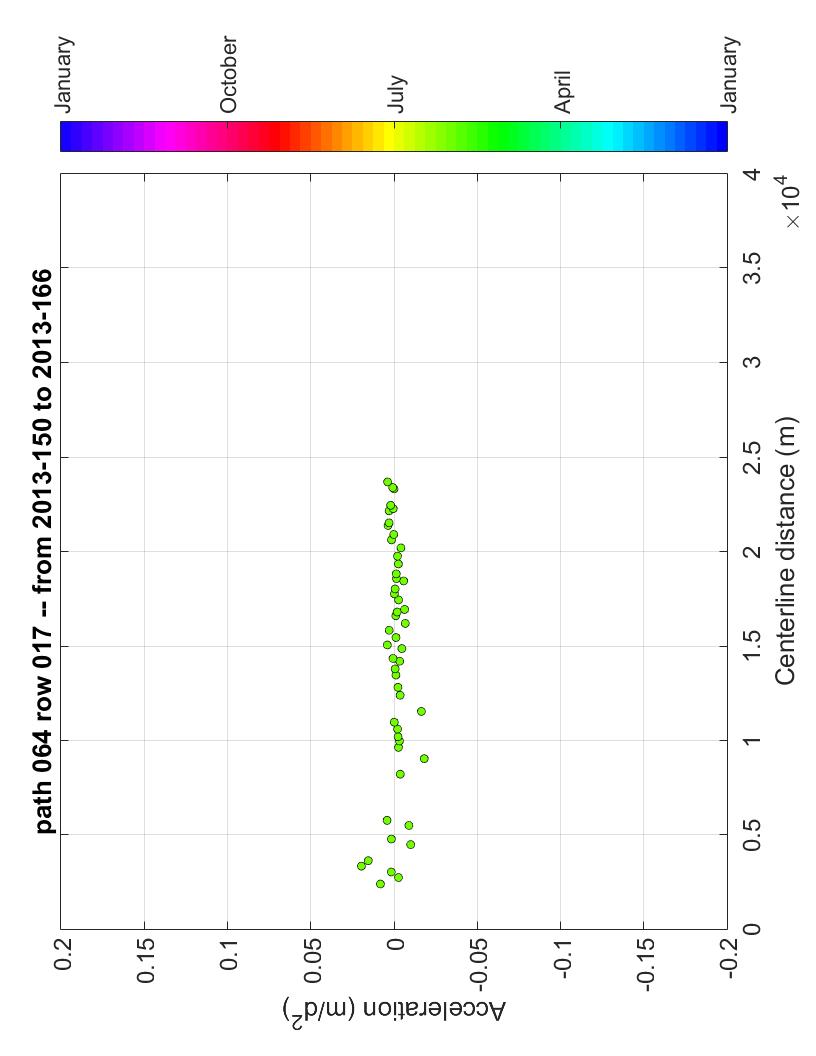 path 064 row 017 -- from 2013-150 to 2013-166
0.2
0.15
0.1
0.05
0
-0.05
-0.1
-0.15
-0.2
Acceleration (m/d²)
0
0.5
1
1.5
2
2.5
3
3.5
4
×10⁴
Centerline distance (m)
January
October
July
April
January